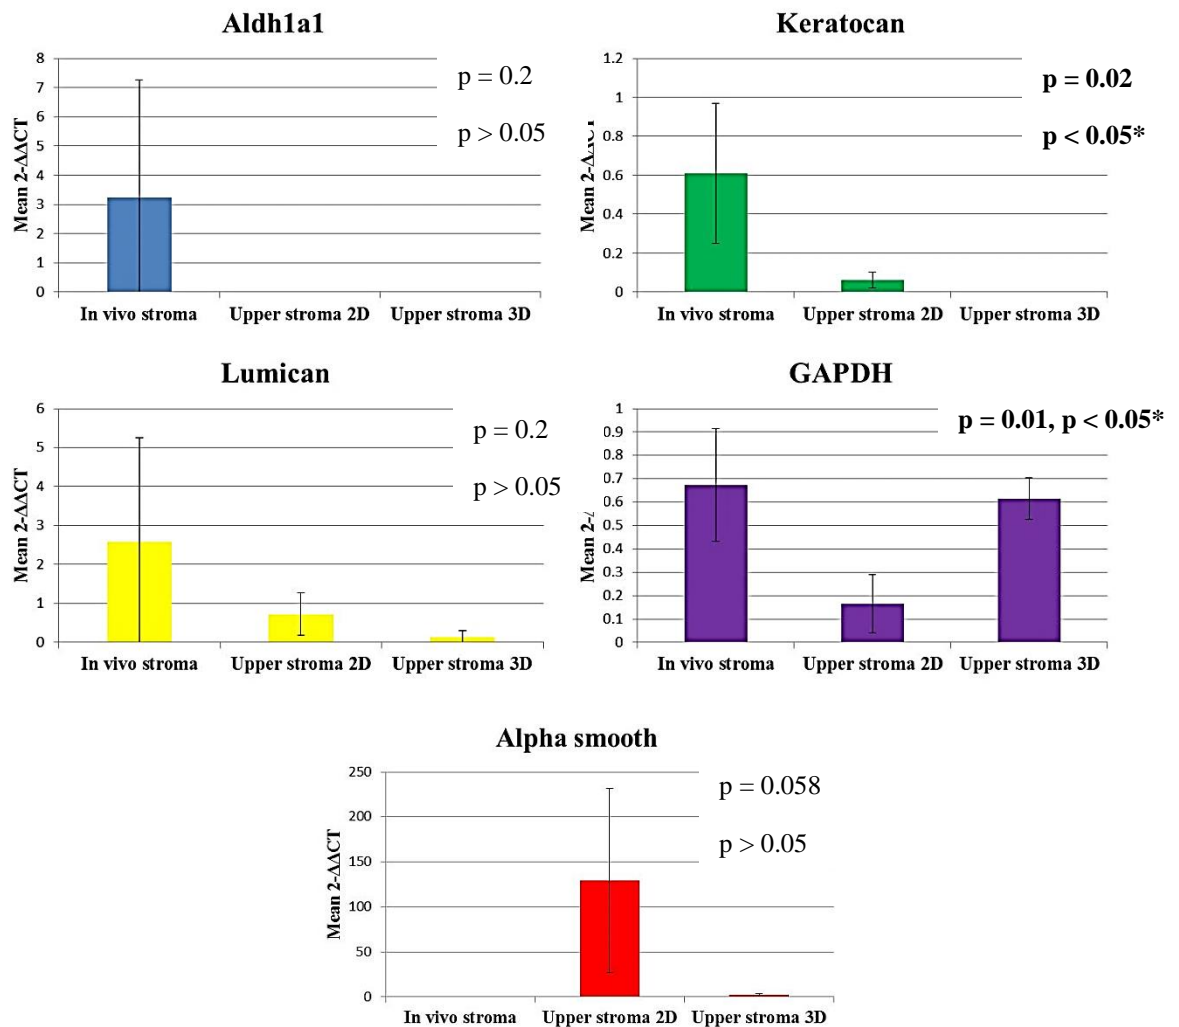 Aldh1a1
8
7
6
5
4
3
2
1
0
Mean 2-ΔΔCT
p = 0.2
p > 0.05
In vivo stroma Upper stroma 2D Upper stroma 3D
Keratocan
1.2
1
0.8
0.6
0.4
0.2
0
Mean 2-ΔΔCT
p = 0.02
p < 0.05*
In vivo stroma Upper stroma 2D Upper stroma 3D
Lumican
6
5
4
3
2
1
0
Mean 2-ΔΔCT
p = 0.2
p > 0.05
In vivo stroma Upper stroma 2D Upper stroma 3D
GAPDH
1
0.9
0.8
0.7
0.6
0.5
0.4
0.3
0.2
0.1
0
Mean 2-
p = 0.01, p < 0.05*
In vivo stroma Upper stroma 2D Upper stroma 3D
Alpha smooth
250
200
150
100
50
0
Mean 2-ΔΔCT
p = 0.058
p > 0.05
In vivo stroma Upper stroma 2D Upper stroma 3D